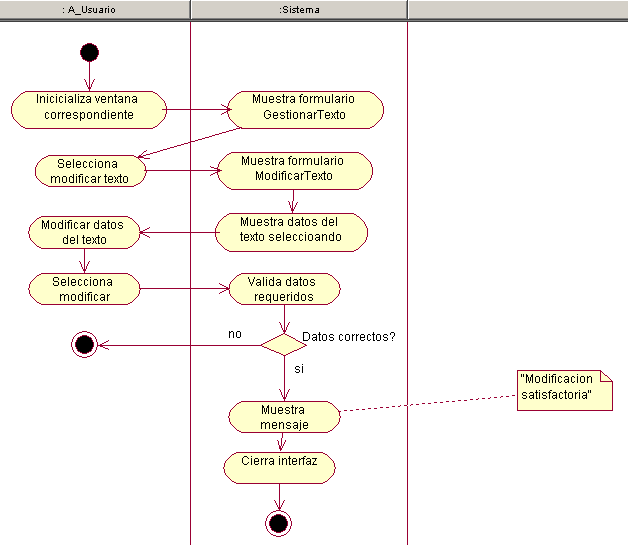 : A_Usuario
:Sistema
Inicicializa ventana
correspondiente
Muestra formulario
GestionarTexto
Selecciona
modificar texto
Muestra formulario
ModificarTexto
Modificar datos
del texto
Muestra datos del
texto seleccioando
Selecciona
modificar
Valida datos
requeridos
no
Datos correctos?
si
"Modificacion
satisfactoria"
Muestra
mensaje
Cierra interfaz